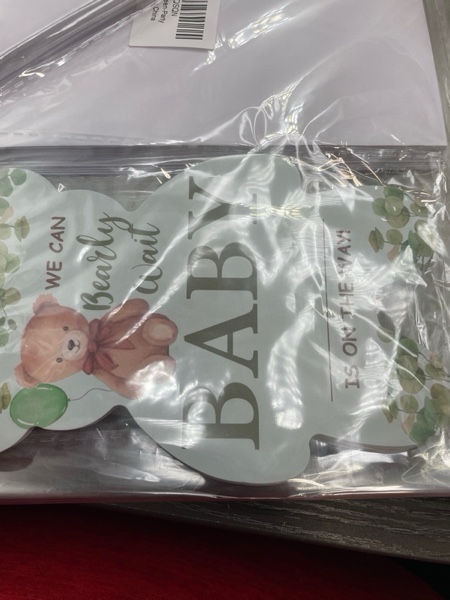 WE CAN
Bearly
Wait
BABY
IS ON THE WAY!